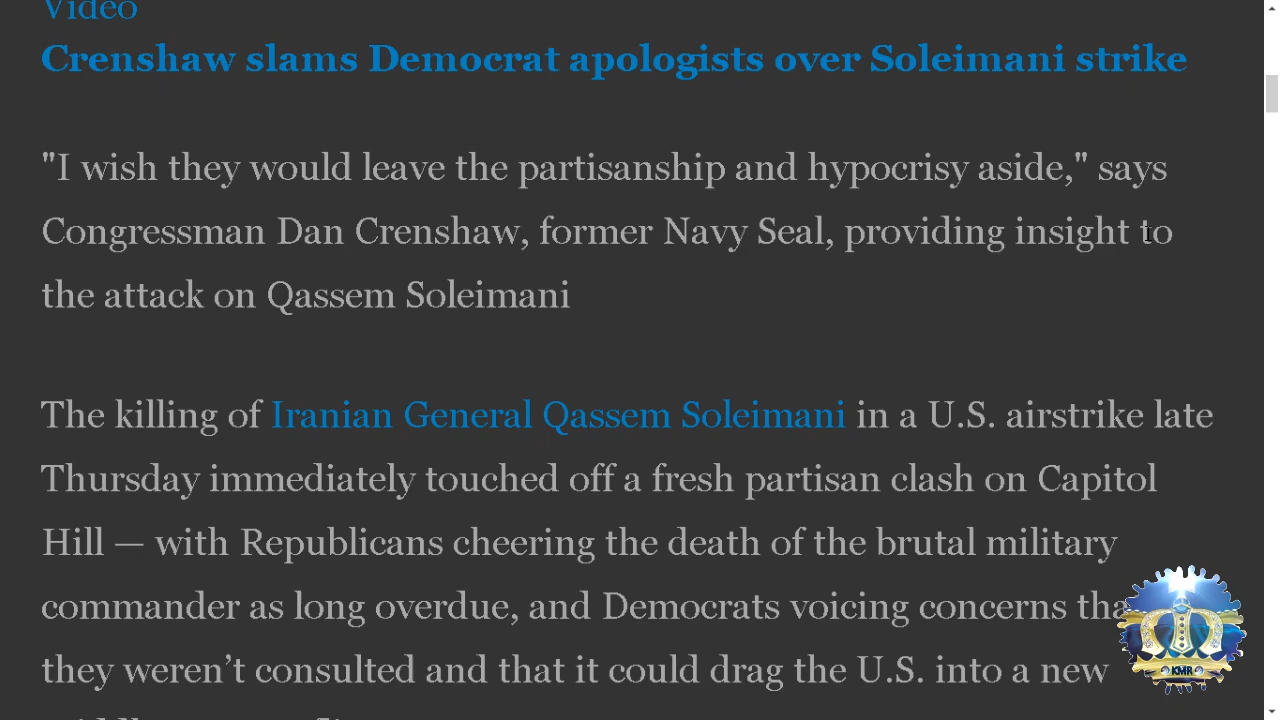 Video
Crenshaw slams Democrat apologists over Soleimani strike
"I wish they would leave the partisanship and hypocrisy aside," says
Congressman Dan Crenshaw, former Navy Seal, providing insight to
the attack on Qassem Soleimani
The killing of Iranian General Qassem Soleimani in a U.S. airstrike late
Thursday immediately touched off a fresh partisan clash on Capitol
Hill — with Republicans cheering the death of the brutal military
commander as long overdue, and Democrats voicing concerns tha
they weren’t consulted and that it could drag the U.S. into a new
KMR